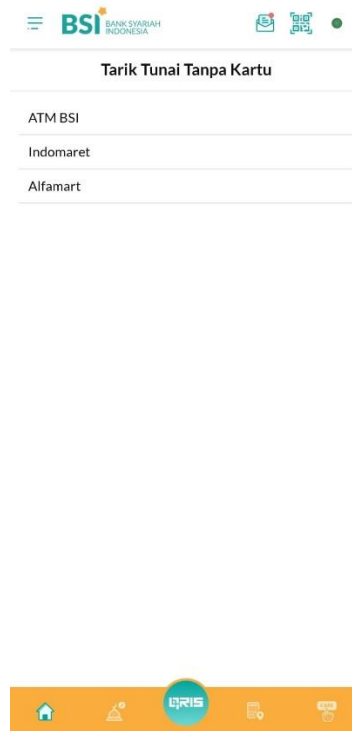 BSI BANK SYARIAH
INDONESIA
Tarik Tunai Tanpa Kartu
ATM BSI
Indomaret
Alfamart
QRIS